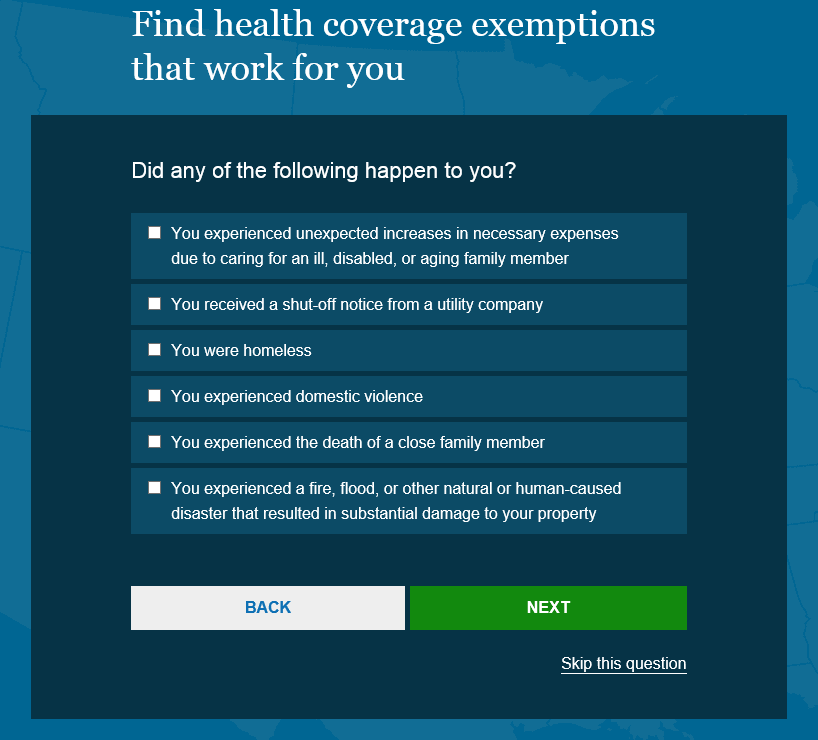 Find health coverage exemptions
that work for you
Did any of the following happen to you?
You experienced unexpected increases in necessary expenses
due to caring for an ill, disabled, or aging family member
You received a shut-off notice from a utility company
You were homeless
You experienced domestic violence
You experienced the death of a close family member
You experienced a fire, flood, or other natural or human-caused
disaster that resulted in substantial damage to your property
BACK
NEXT
Skip this question